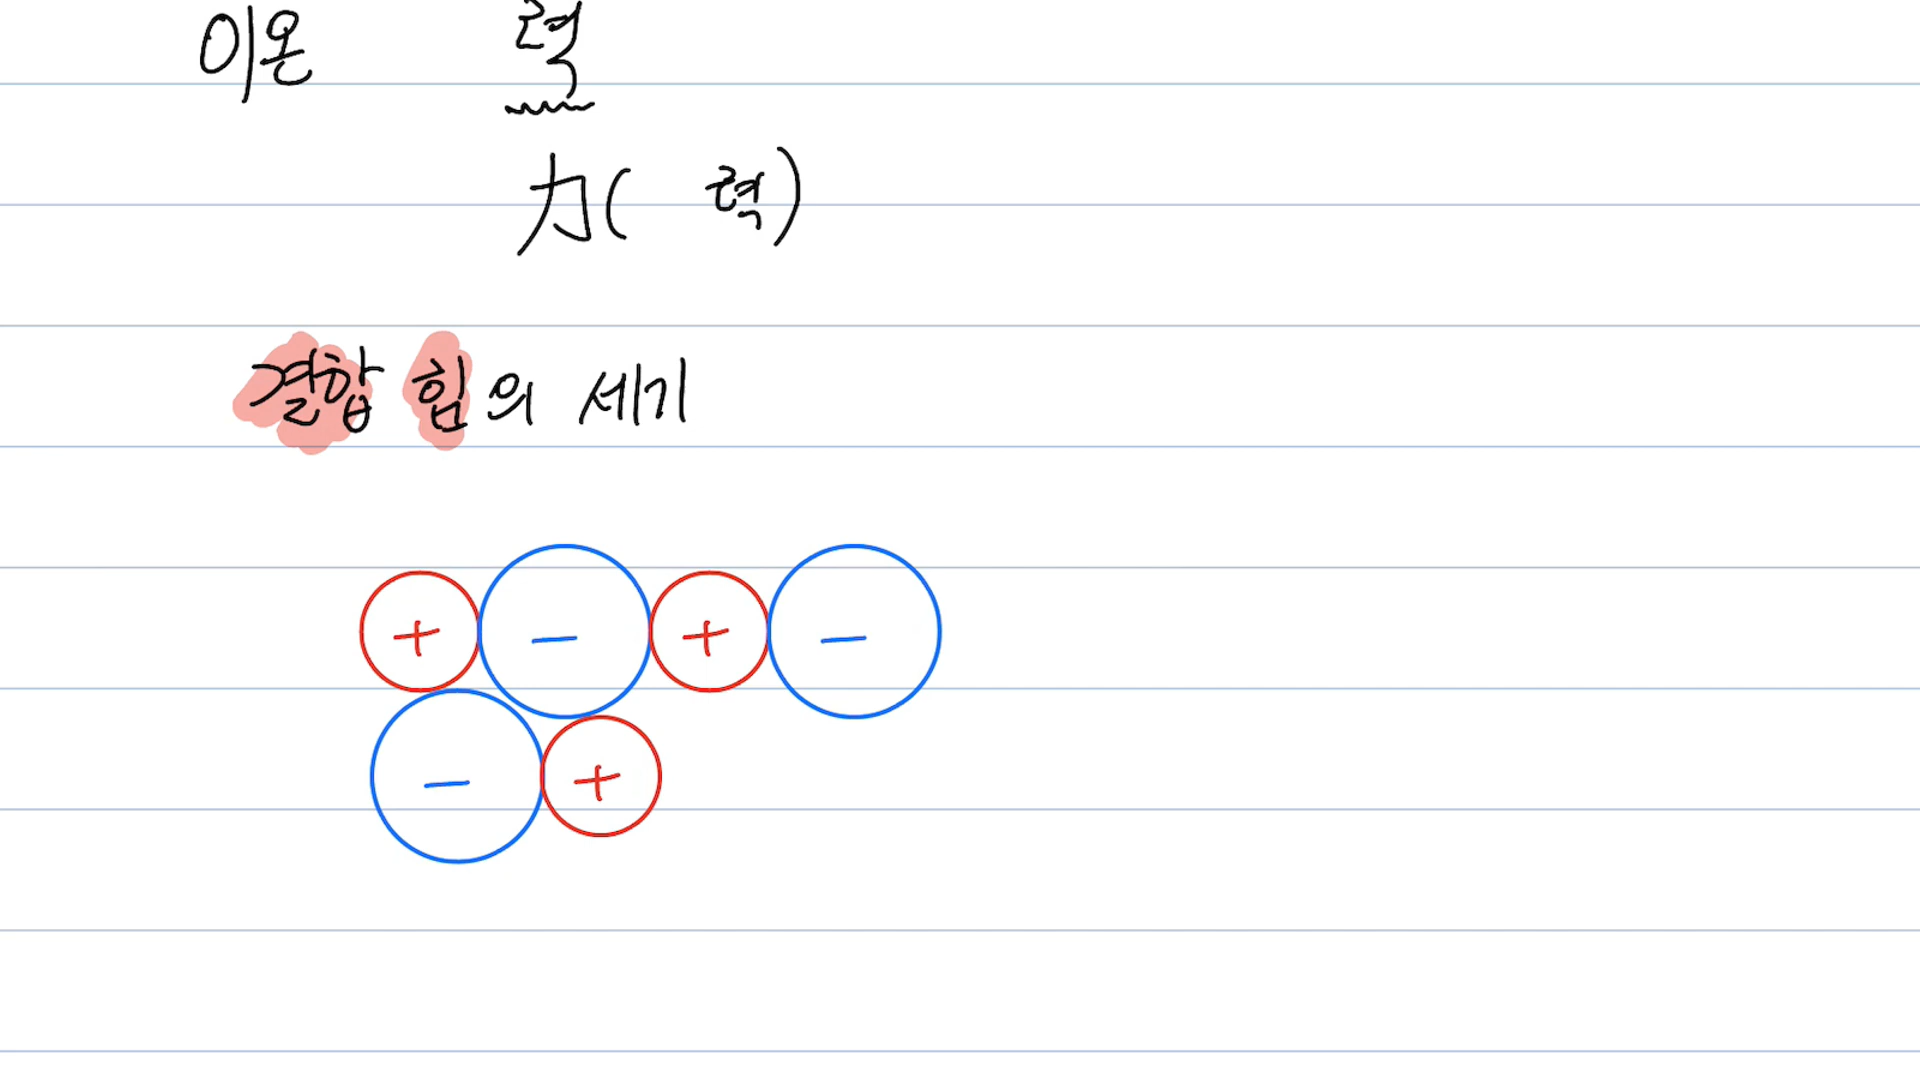 이온 력
力( 력)
결합 힘의 세기
+ − + −
− +